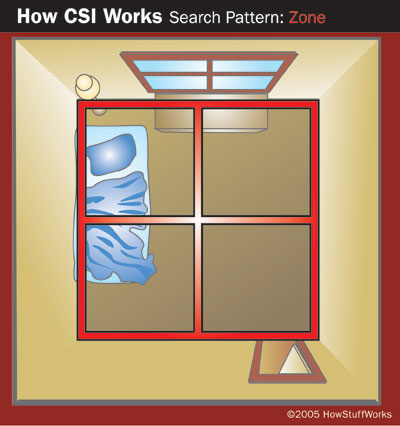 How CSI Works Search Pattern: Zone
©2005 HowStuffWorks